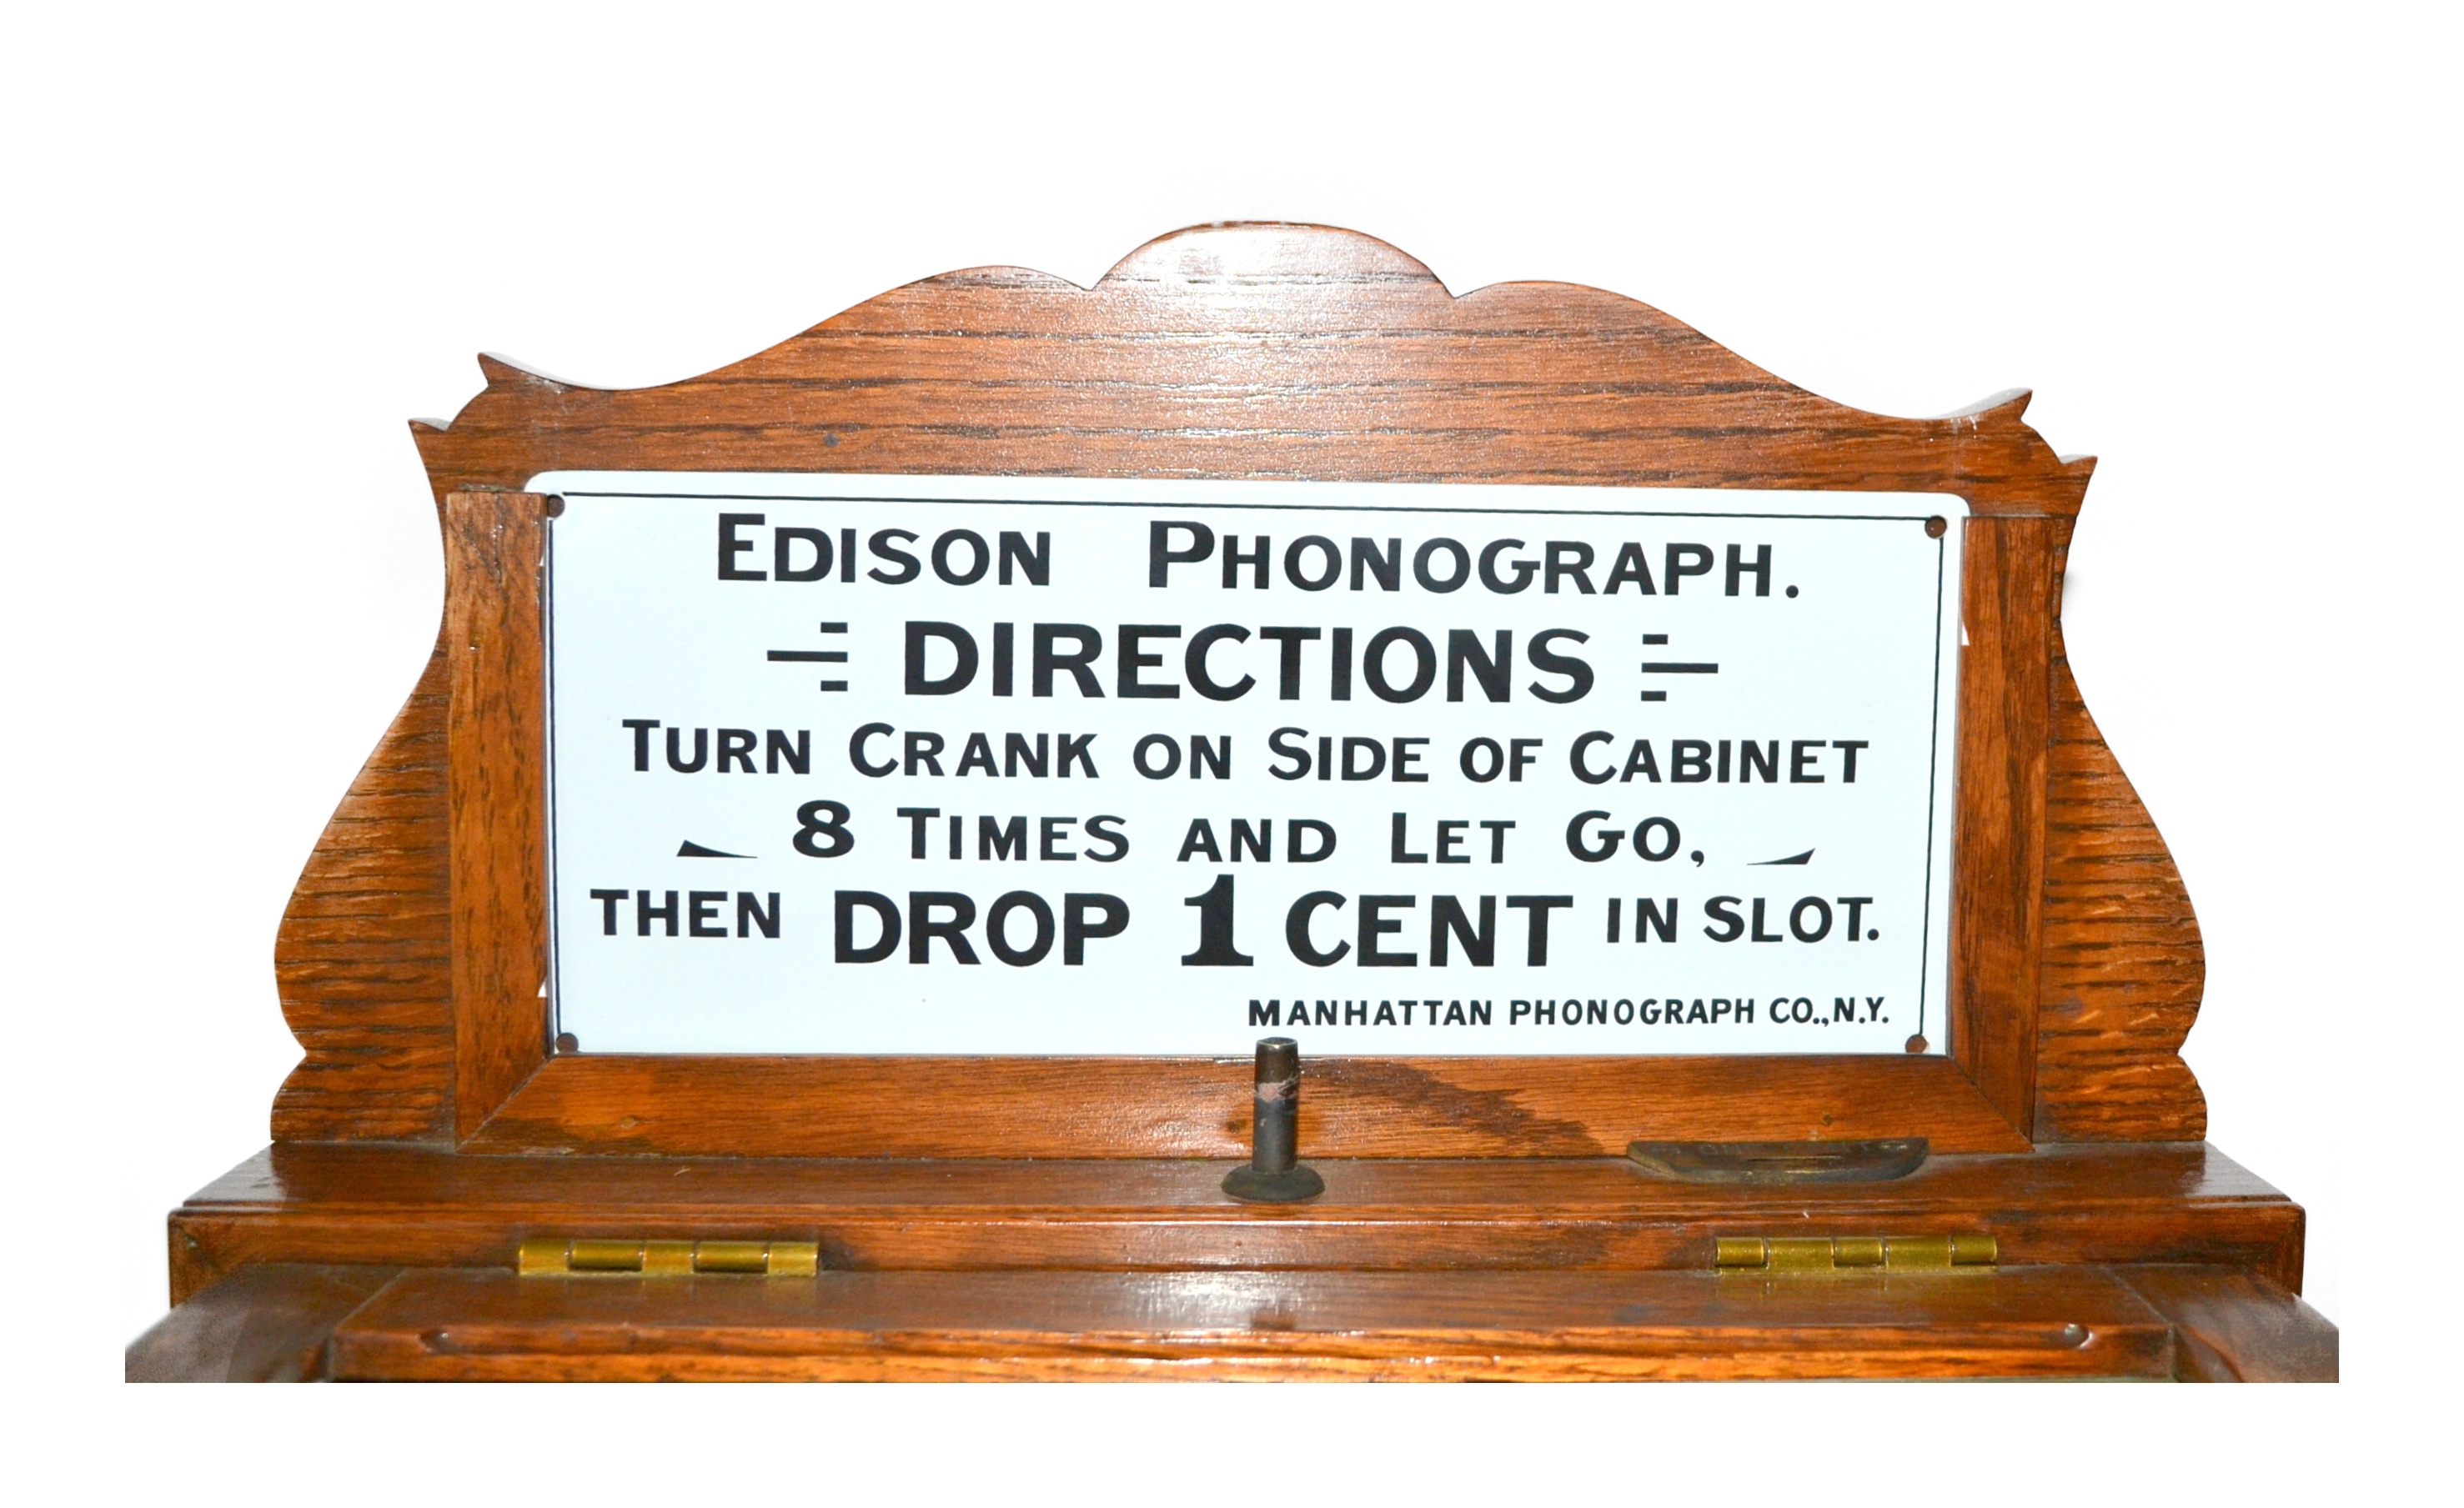 EDISON PHONOGRAPH.
DIRECTIONS
TURN CRANK ON SIDE OF CABINET
8 TIMES AND LET GO,
THEN DROP 1 CENT IN SLOT.
MANHATTAN PHONOGRAPH CO., N.Y.